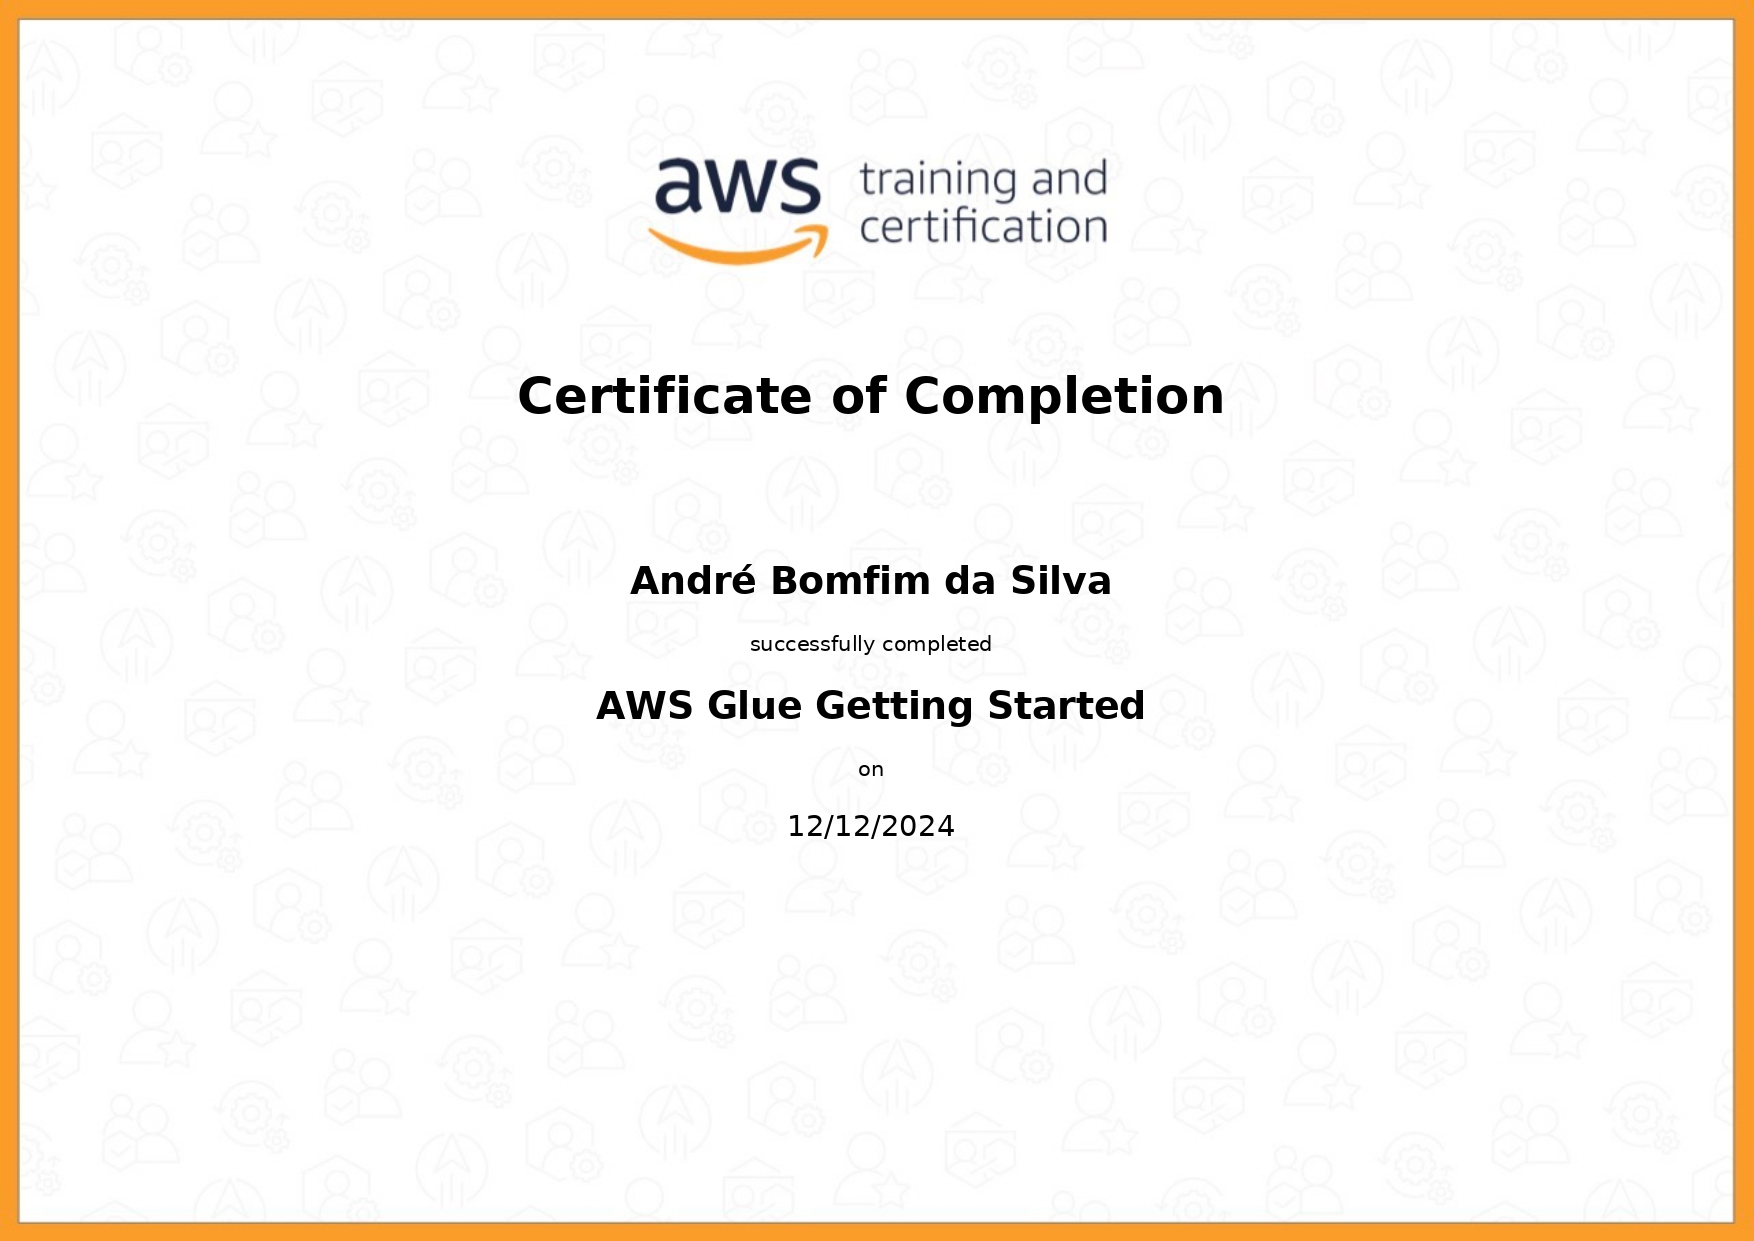 aws training and
certification
Certificate of Completion
André Bomfim da Silva
successfully completed
AWS Glue Getting Started
on
12/12/2024